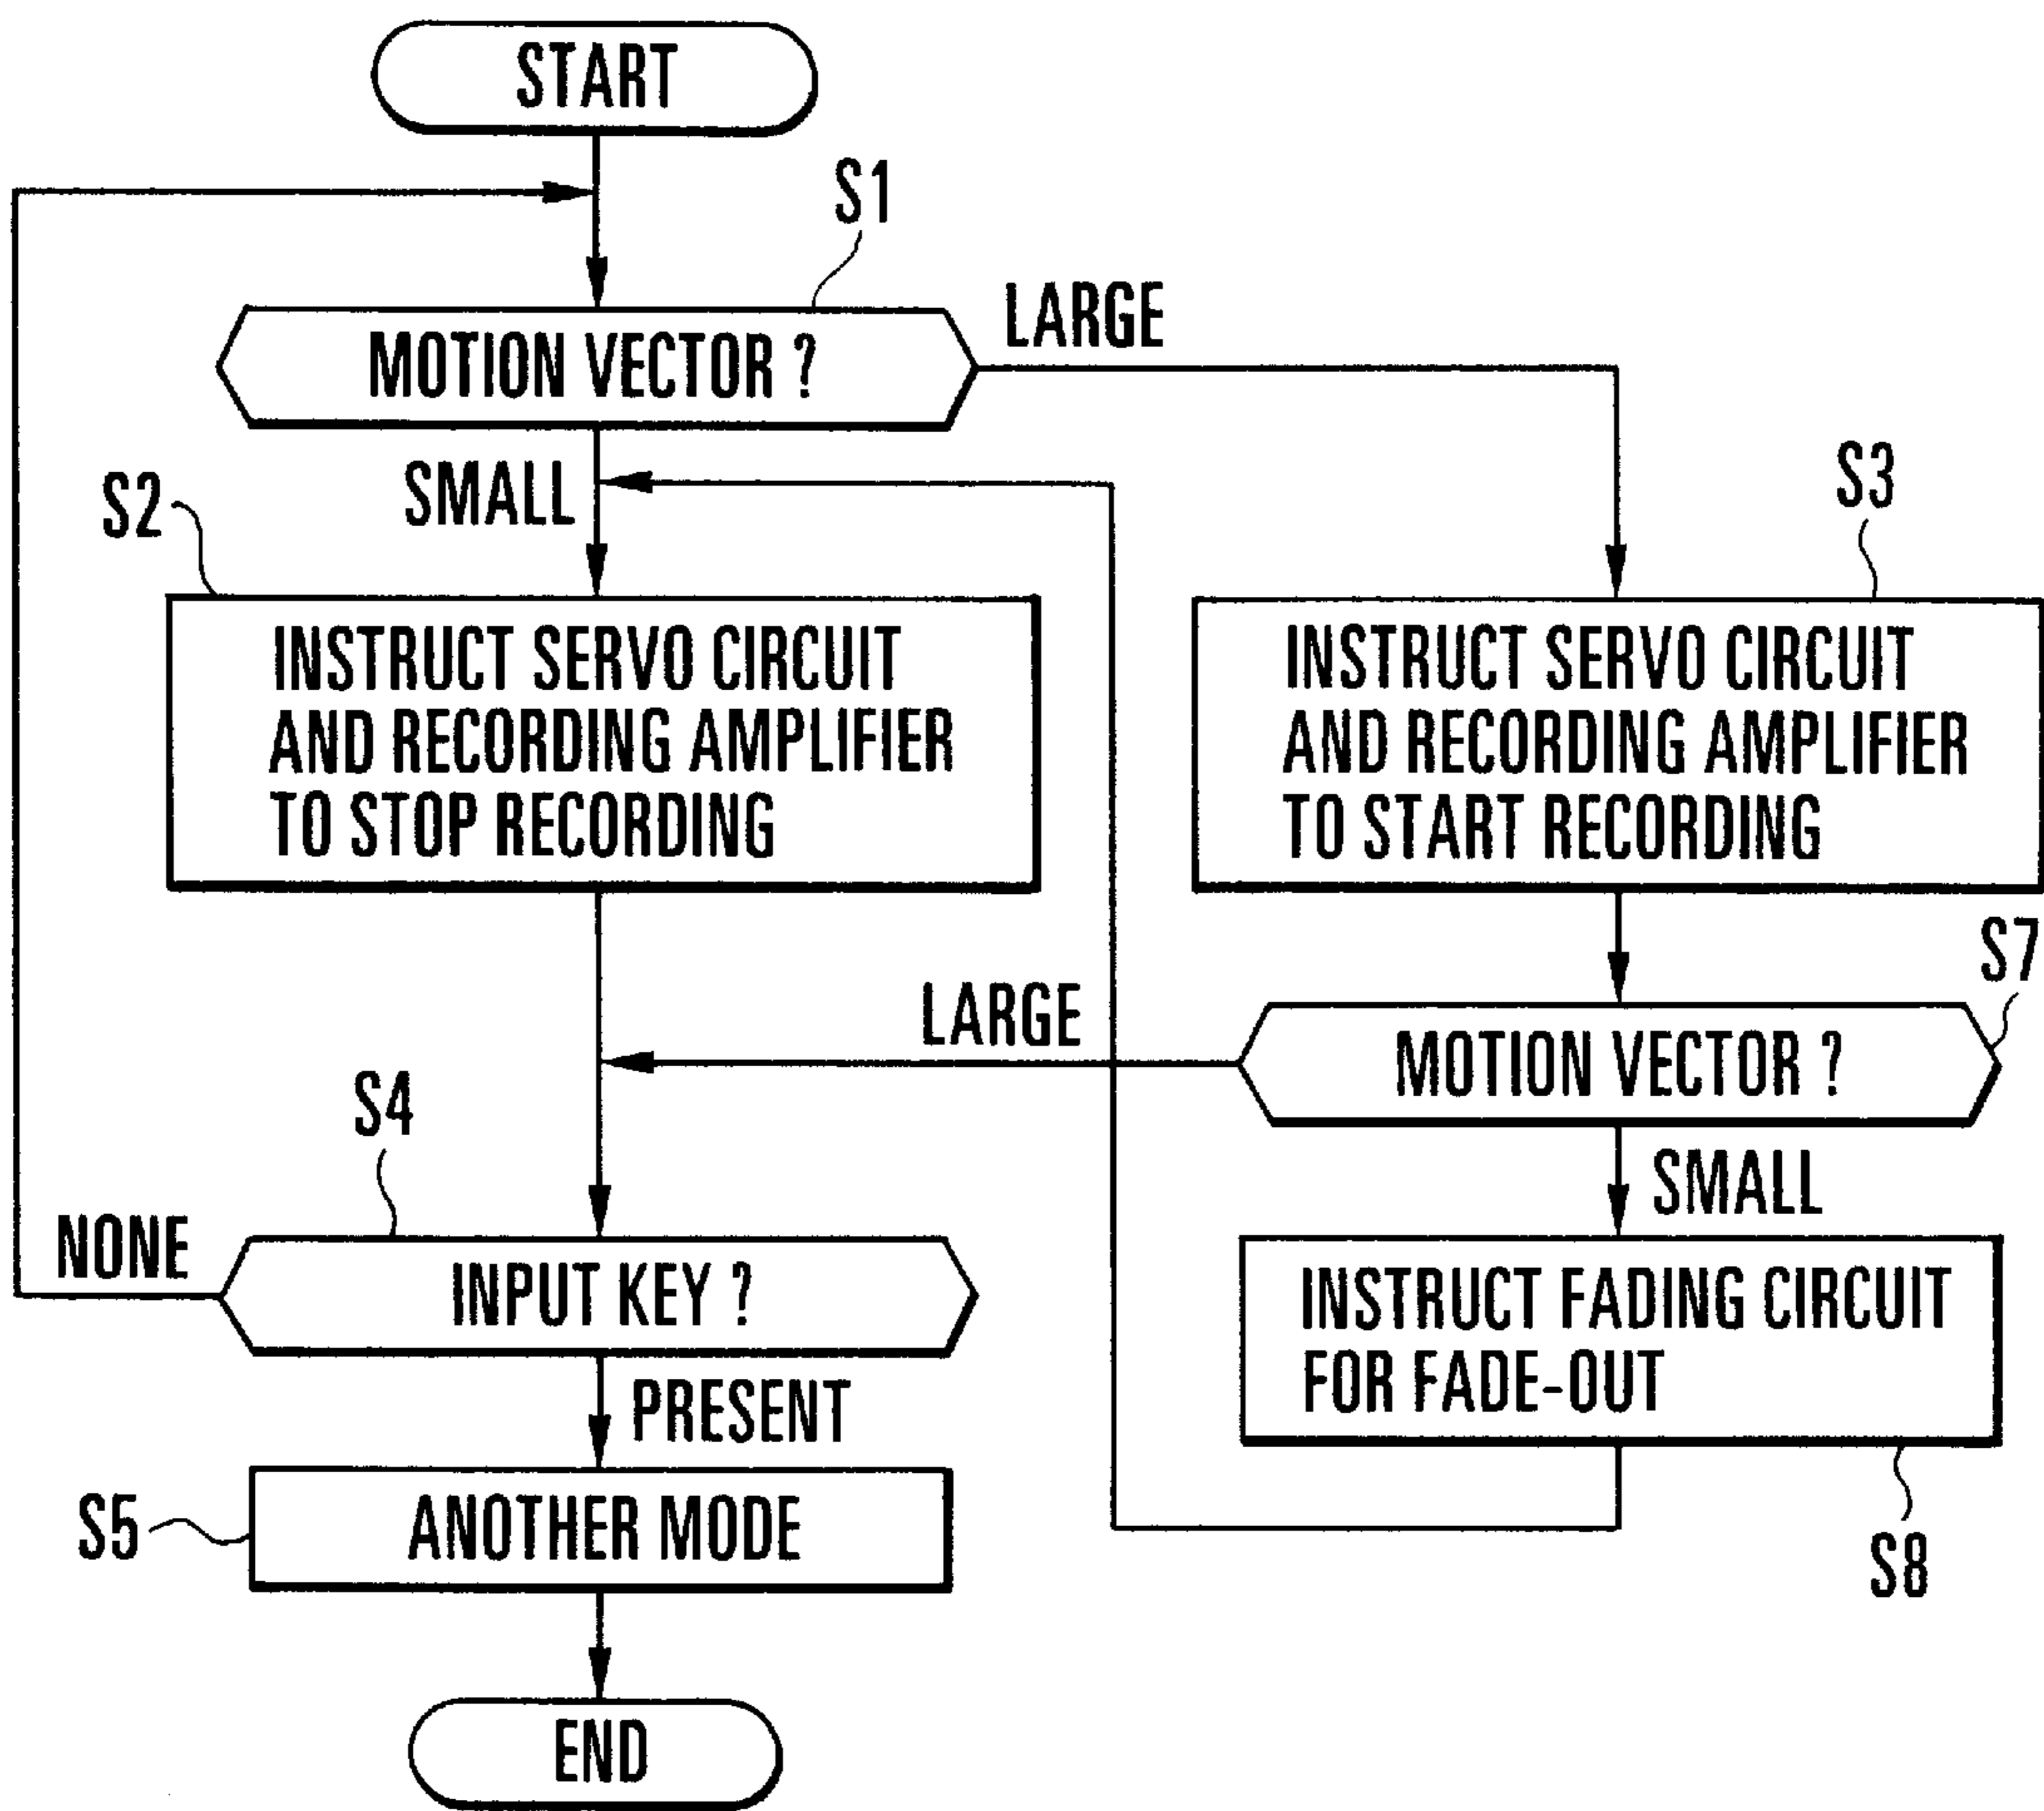 START
S1
MOTION VECTOR ?
LARGE
SMALL
S2
S3
INSTRUCT SERVO CIRCUIT
AND RECORDING AMPLIFIER
TO STOP RECORDING
INSTRUCT SERVO CIRCUIT
AND RECORDING AMPLIFIER
TO START RECORDING
S7
LARGE
MOTION VECTOR ?
SMALL
S4
NONE
INPUT KEY ?
PRESENT
INSTRUCT FADING CIRCUIT
FOR FADE-OUT
S8
S5
ANOTHER MODE
END